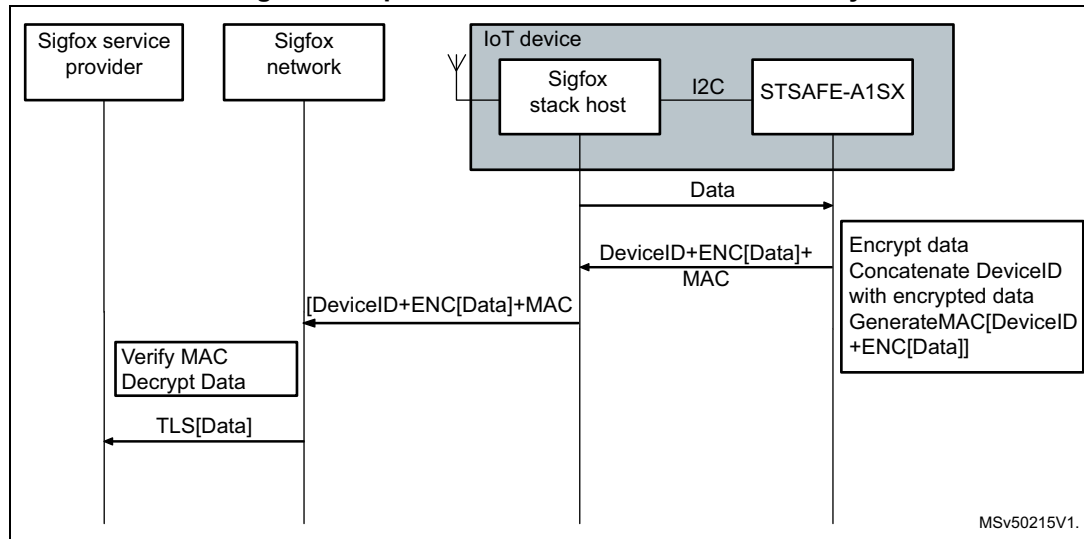 Sigfox service
provider
Sigfox
network
IoT device
Sigfox
stack host
I2C
STSAFE-A1SX
Data
DeviceID+ENC[Data]+
MAC
Encrypt data
Concatenate DeviceID
with encrypted data
GenerateMAC[DeviceID
+ENC[Data]]
[DeviceID+ENC[Data]+MAC
Verify MAC
Decrypt Data
TLS[Data]
MSv50215V1.